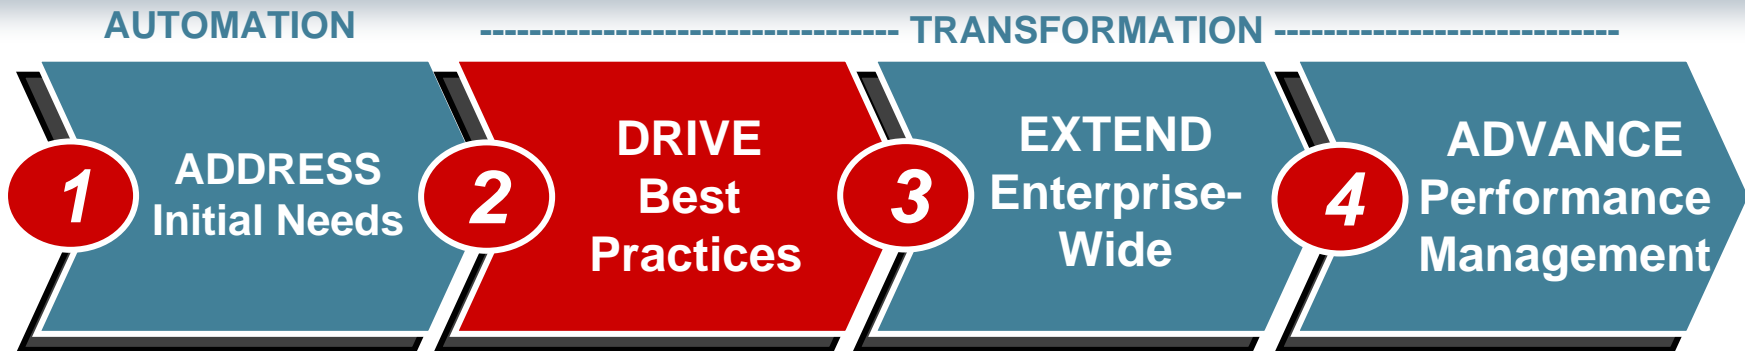 AUTOMATION
---------------------------------- TRANSFORMATION ----------------------------
1
ADDRESS
Initial Needs
2
DRIVE
Best
Practices
3
EXTEND
Enterprise-
Wide
4
ADVANCE
Performance
Management